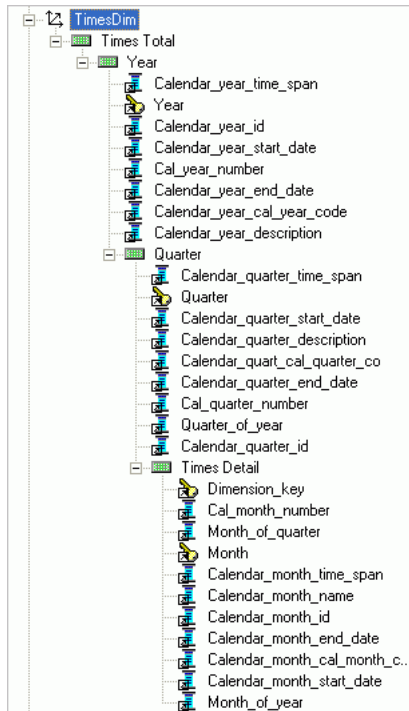 TimesDim
Times Total
Year
Calendar_year_time_span
Year
Calendar_year_id
Calendar_year_start_date
Cal_year_number
Calendar_year_end_date
Calendar_year_cal_year_code
Calendar_year_description
Quarter
Calendar_quarter_time_span
Quarter
Calendar_quarter_start_date
Calendar_quarter_description
Calendar_quart_cal_quarter_co
Calendar_quarter_end_date
Cal_quarter_number
Quarter_of_year
Calendar_quarter_id
Times Detail
Dimension_key
Cal_month_number
Month_of_quarter
Month
Calendar_month_time_span
Calendar_month_name
Calendar_month_id
Calendar_month_end_date
Calendar_month_cal_month_c...
Calendar_month_start_date
Month_of_year